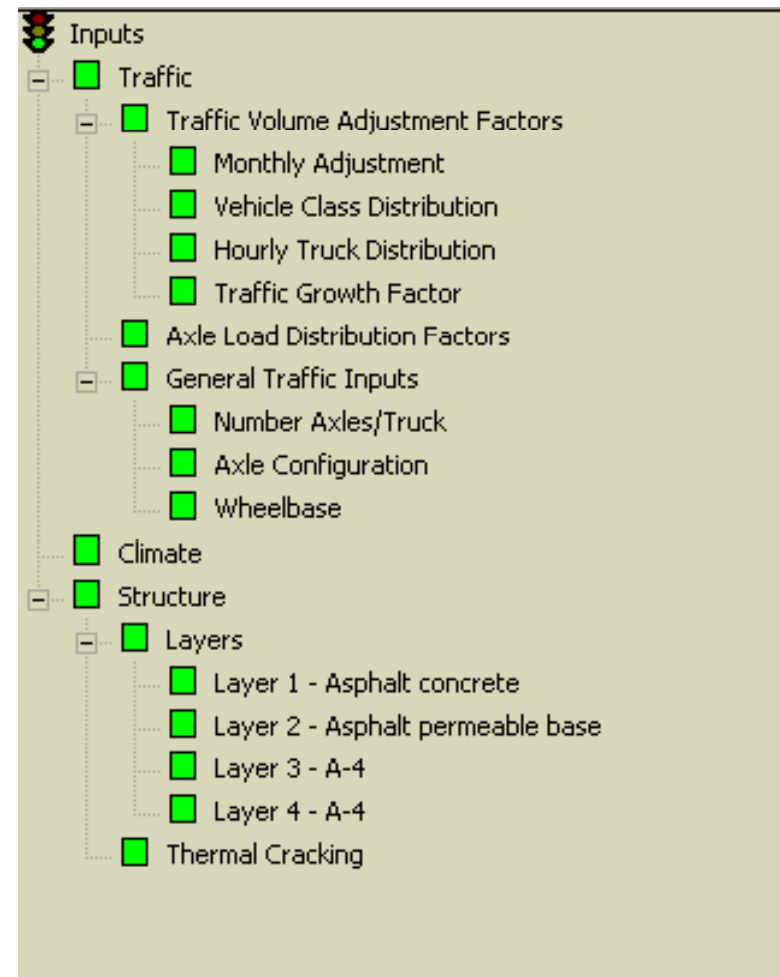 Inputs
Traffic
Traffic Volume Adjustment Factors
Monthly Adjustment
Vehicle Class Distribution
Hourly Truck Distribution
Traffic Growth Factor
Axle Load Distribution Factors
General Traffic Inputs
Number Axles/Truck
Axle Configuration
Wheelbase
Climate
Structure
Layers
Layer 1 - Asphalt concrete
Layer 2 - Asphalt permeable base
Layer 3 - A-4
Layer 4 - A-4
Thermal Cracking